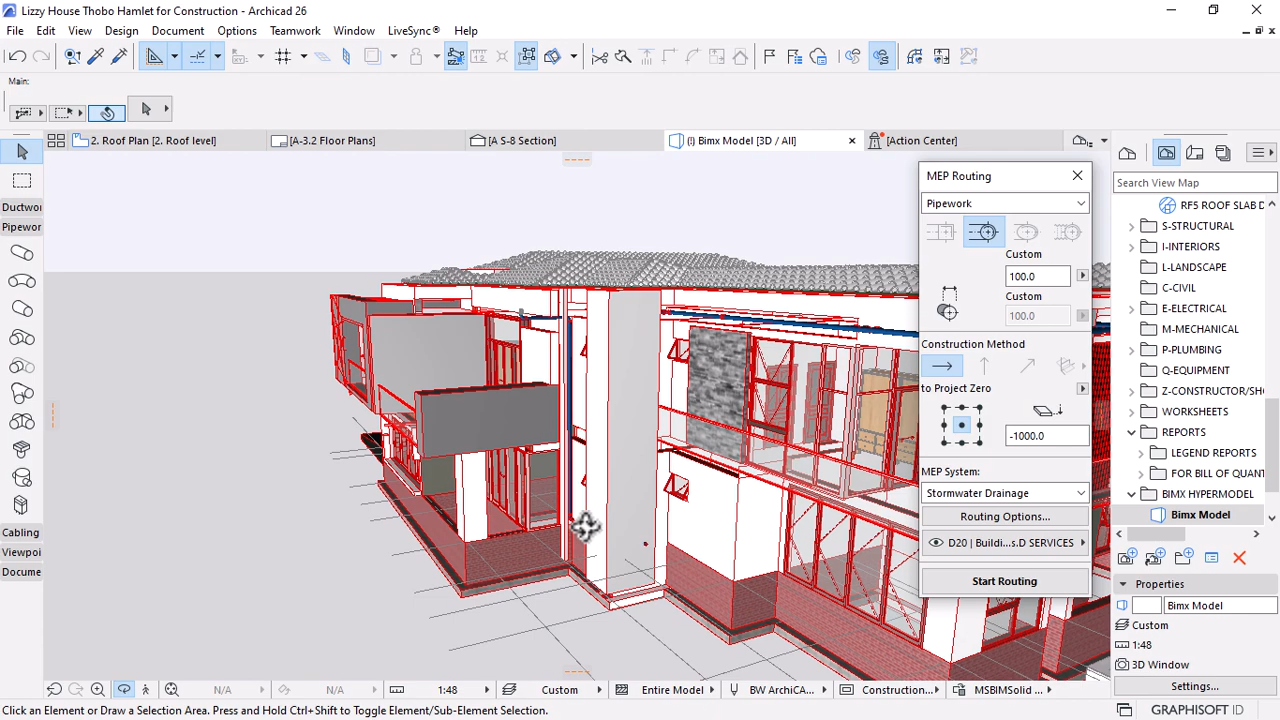 Lizzy House Thobo Hamlet for Construction - Archicad 26
File Edit View Design Document Options Teamwork Window LiveSync® Help
Main:
2. Roof Plan [2. Roof level]
[A-3.2 Floor Plans]
[A S-8 Section]
(!) Bimx Model [3D / All]
[Action Center]
Ductwo
Pipewor
Cabling
Viewpoi
Docume
MEP Routing
Pipework
Custom
100.0
Custom
100.0
Construction Method
to Project Zero
-1000.0
MEP System:
Stormwater Drainage
Routing Options...
D20 | Buildi...s.D SERVICES
Start Routing
Search View Map
RF5 ROOF SLAB D
S-STRUCTURAL
I-INTERIORS
L-LANDSCAPE
C-CIVIL
E-ELECTRICAL
M-MECHANICAL
P-PLUMBING
Q-EQUIPMENT
Z-CONSTRUCTOR/SH
WORKSHEETS
REPORTS
LEGEND REPORTS
FOR BILL OF QUANT
BIMX HYPERMODEL
Bimx Model
Properties
Bimx Model
Custom
1:48
3D Window
Settings...
N/A
N/A
1:48
Custom
Entire Model
BW ArchiCA...
Construction...
MSBIMSolid ...
Click an Element or Draw a Selection Area. Press and Hold Ctrl+Shift to Toggle Element/Sub-Element Selection.
GRAPHISOFT ID